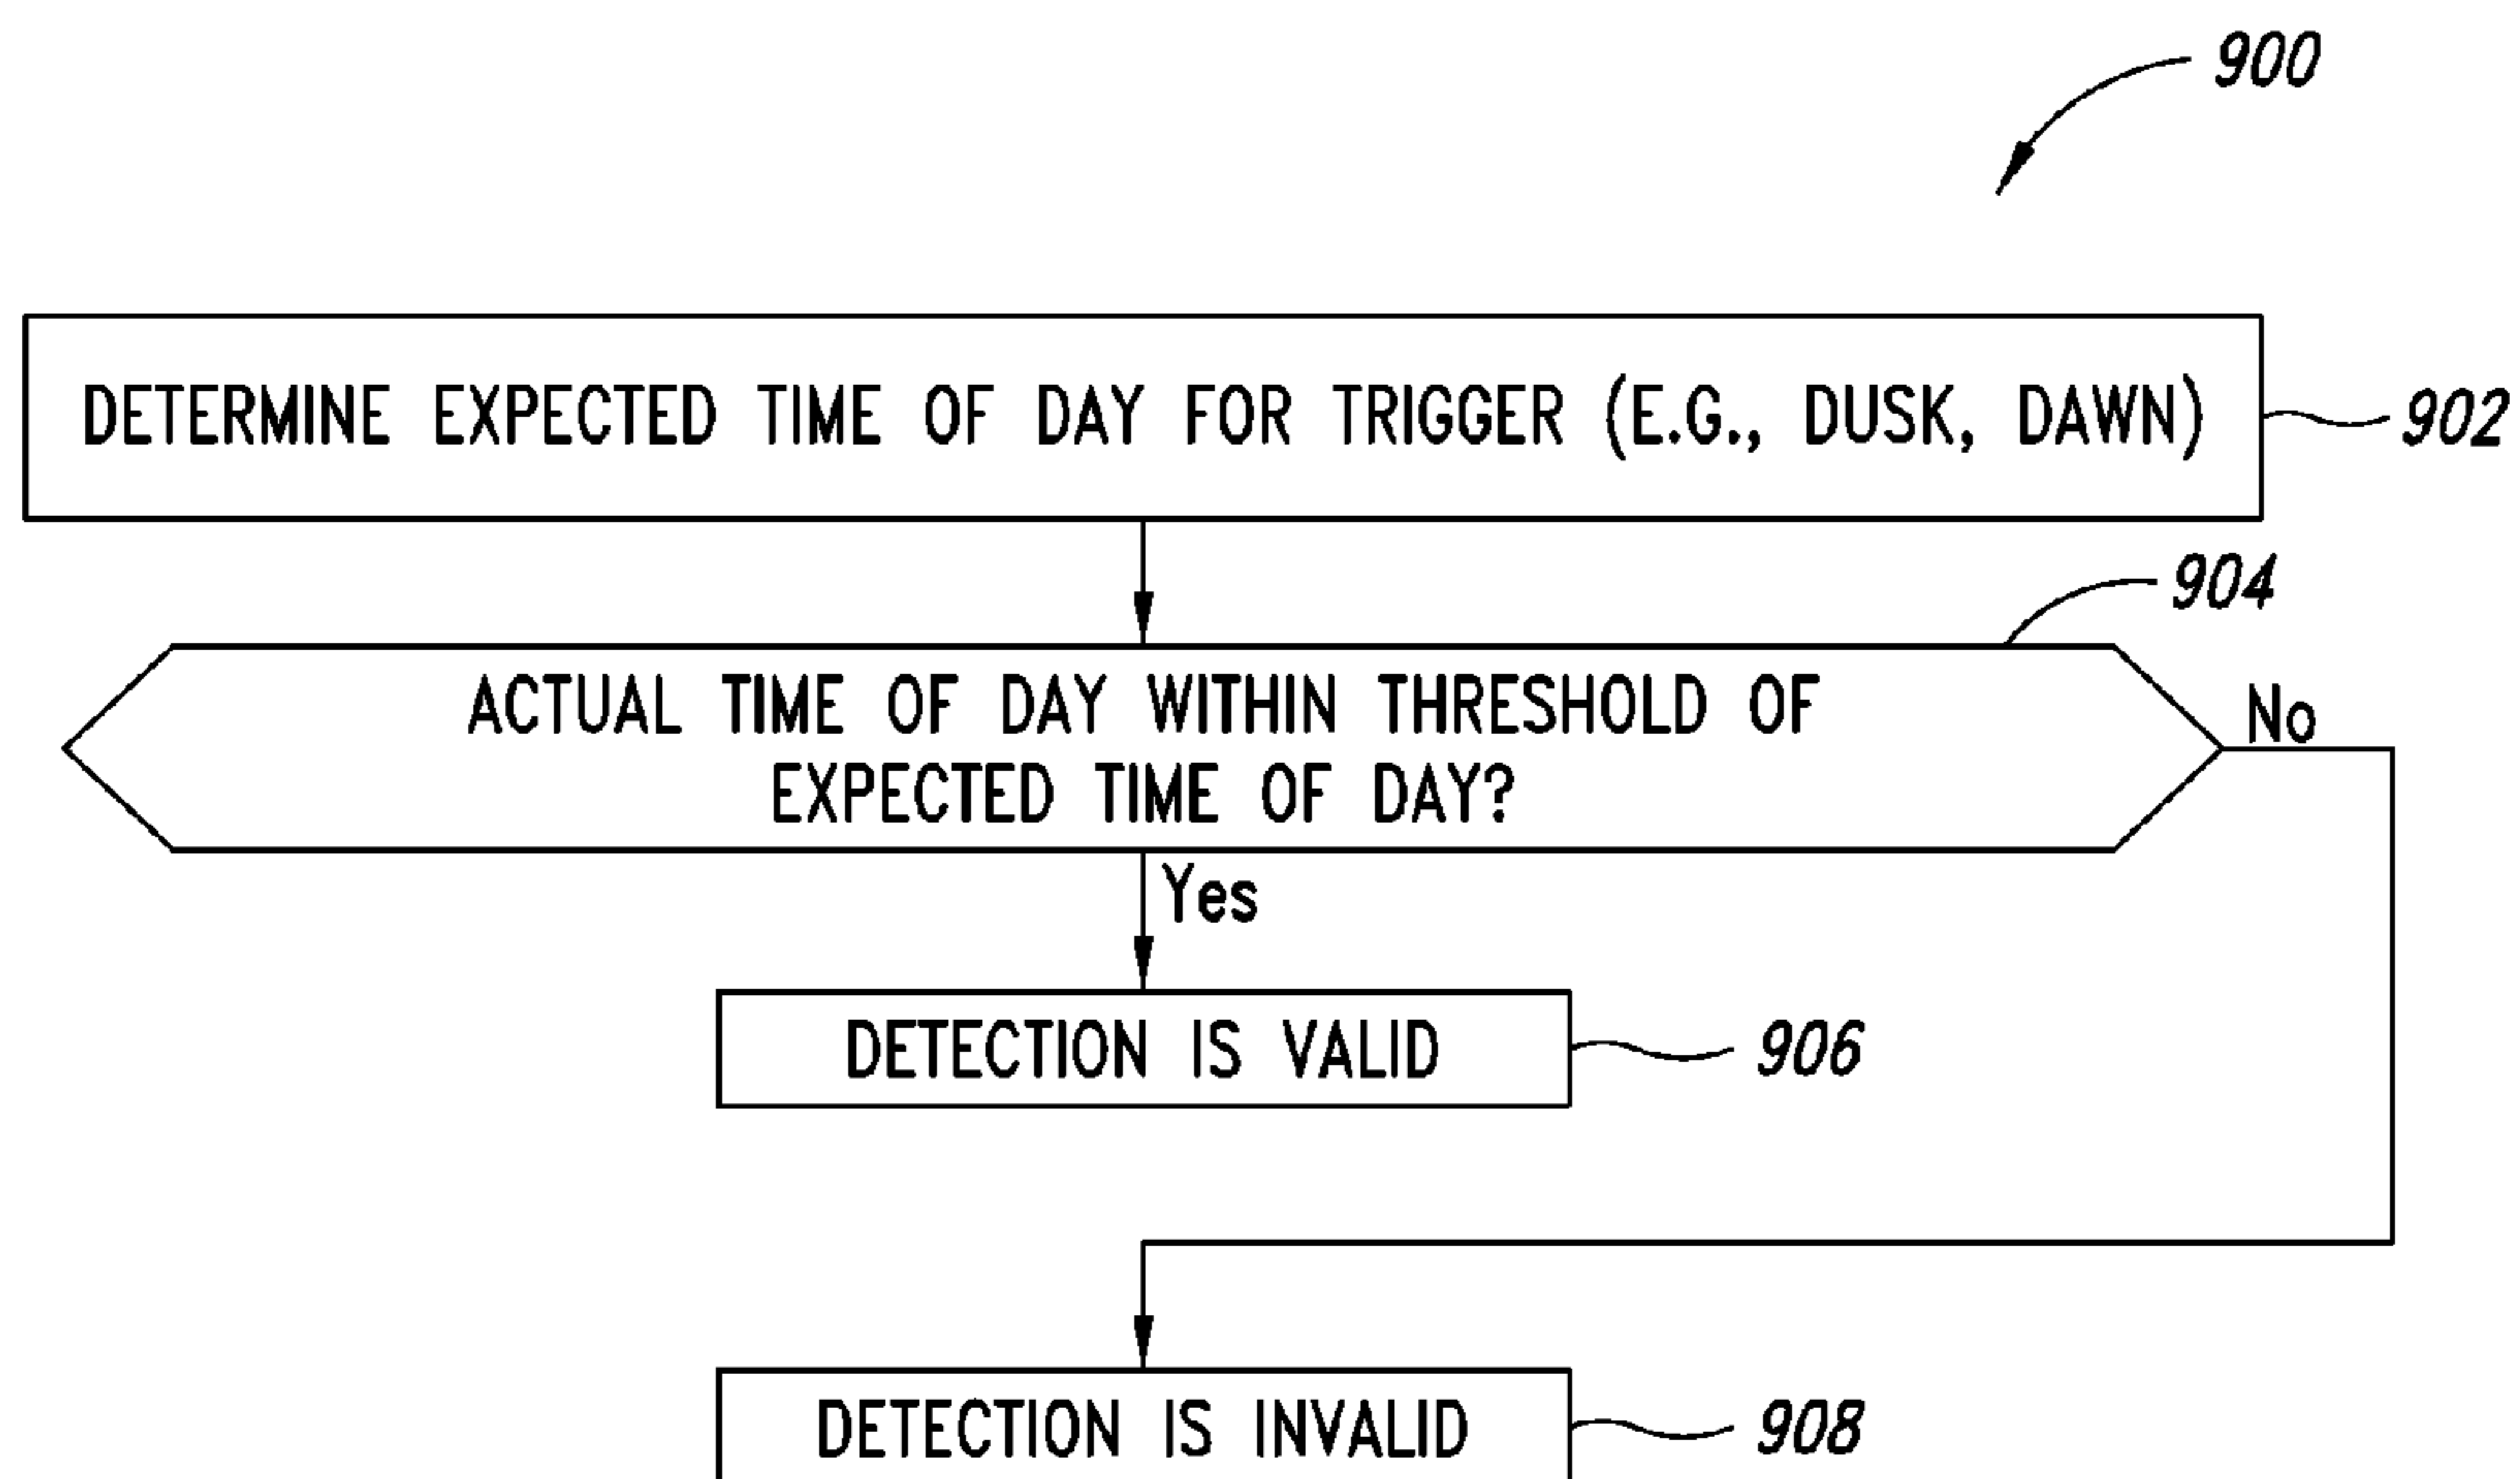 900
DETERMINE EXPECTED TIME OF DAY FOR TRIGGER (E.G., DUSK, DAWN)
902
904
ACTUAL TIME OF DAY WITHIN THRESHOLD OF
EXPECTED TIME OF DAY?
No
Yes
DETECTION IS VALID
906
DETECTION IS INVALID
908